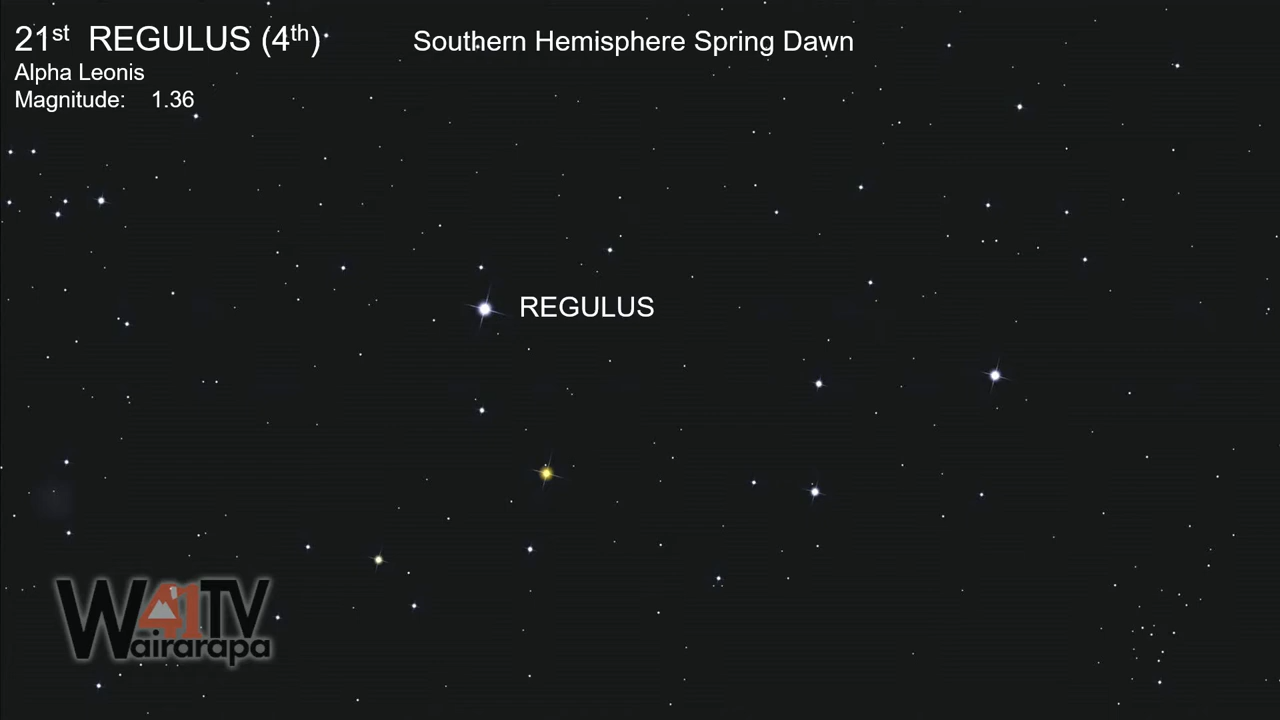 21st REGULUS (4th)
Southern Hemisphere Spring Dawn
Alpha Leonis
Magnitude: 1.36
REGULUS
W41TV
Wairarapa